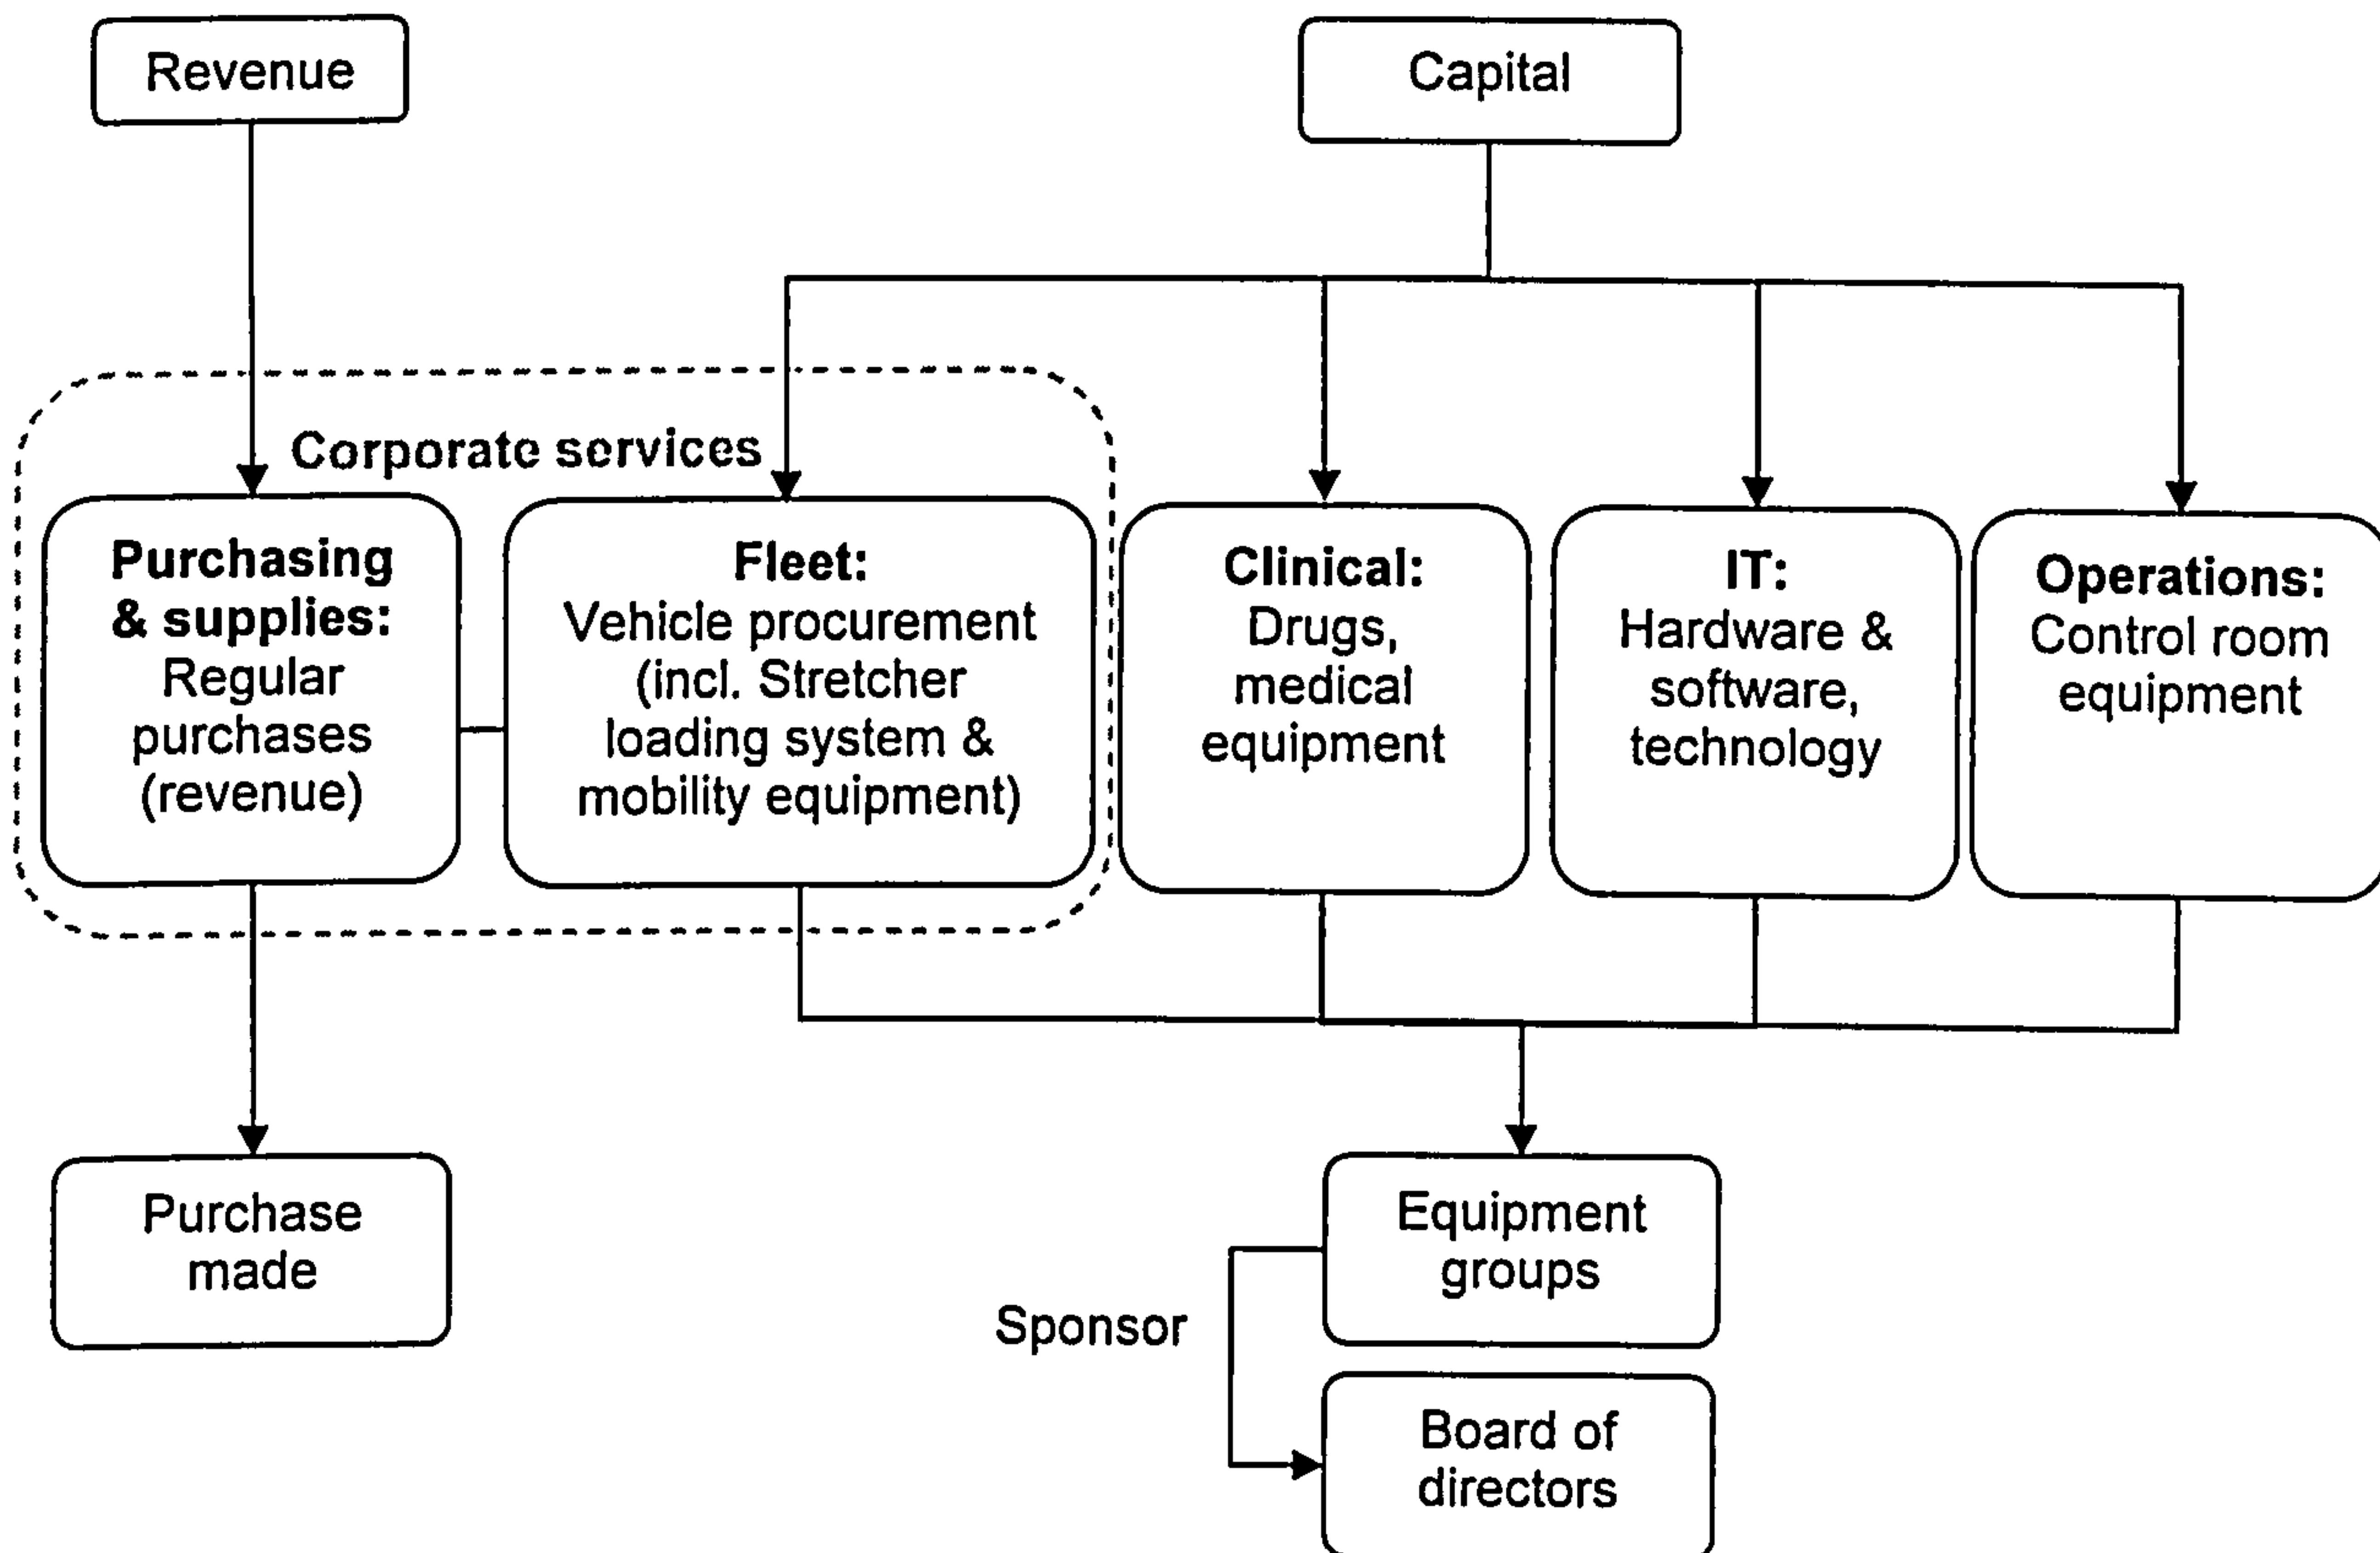 Revenue
Capital
Corporate services
Purchasing
& supplies:
Regular
purchases
(revenue)
Fleet:
Vehicle procurement
(incl. Stretcher
loading system &
mobility equipment)
Clinical:
Drugs,
medical
equipment
IT:
Hardware &
software,
technology
Operations:
Control room
equipment
Purchase
made
Equipment
groups
Sponsor
Board of
directors